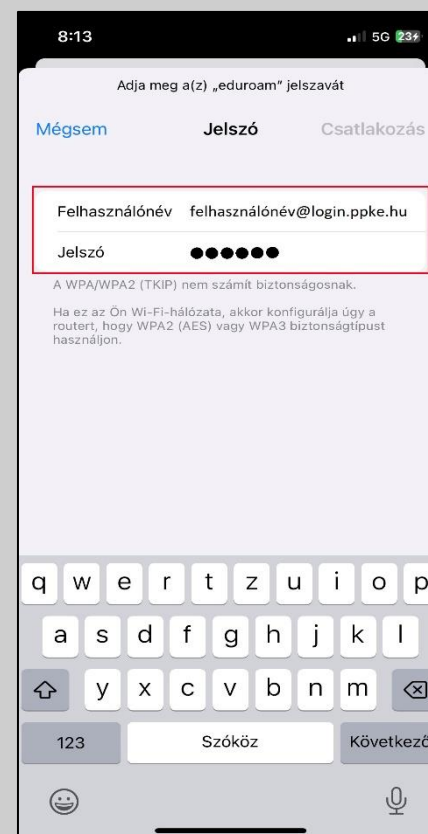 8:13
5G 23
Adja meg a(z) „eduroam” jelszavát
Mégsem Jelszó Csatlakozás
Felhasználónév felhasználónév@login.ppke.hu
Jelszó ●●●●●●
A WPA/WPA2 (TKIP) nem számít biztonságosnak.
Ha ez az Ön Wi-Fi-hálózata, akkor konfigurálja úgy a
routert, hogy WPA2 (AES) vagy WPA3 biztonságtípust
használjon.
q w e r t z u i o p
a s d f g h j k l
y x c v b n m
123 Szóköz Következő